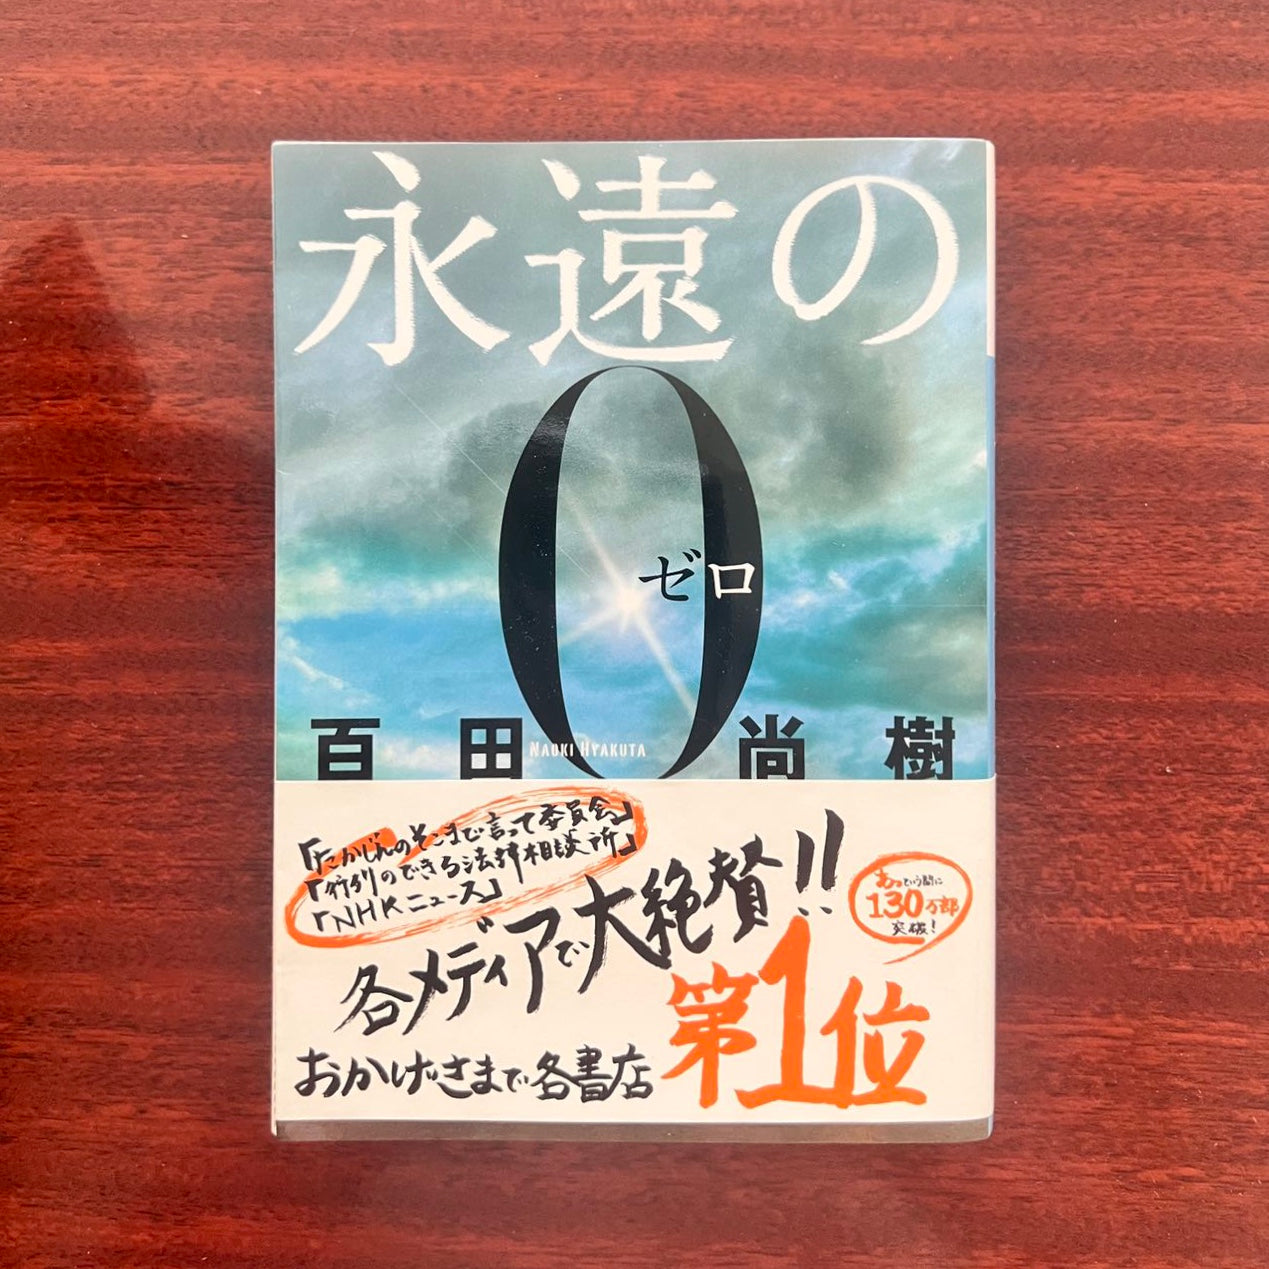 永遠の
0
ゼロ
百田尚樹
NAOKI HYAKUTA
「たかじんのそこまで言って委員会」
「行列のできる法律相談所」
「NHKニュース」
各メディアで大絶賛!!
あっという間に
130万部
突破!
おかげさまで各書店
第1位